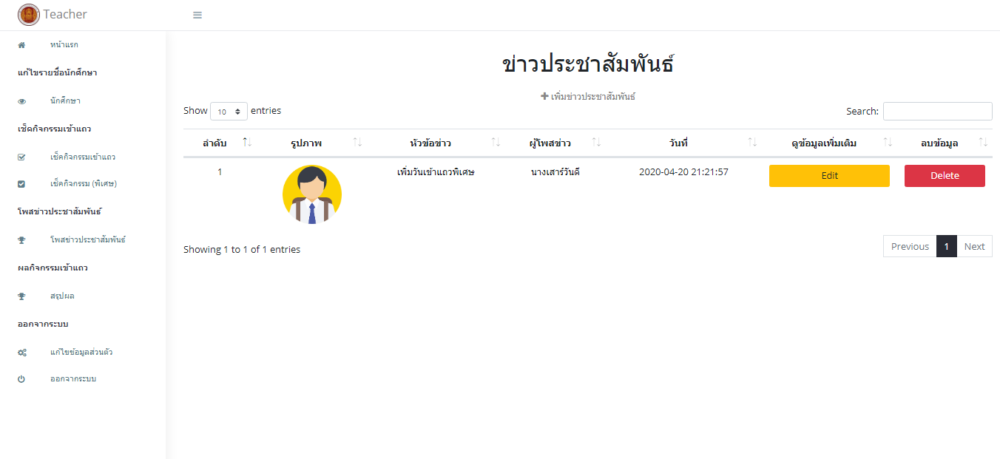 Teacher
หน้าแรก
แก้ไขรายชื่อนักศึกษา
นักศึกษา
เช็คกิจกรรมเข้าแถว
เช็คกิจกรรมเข้าแถว
เช็คกิจกรรม (พิเศษ)
โพสข่าวประชาสัมพันธ์
โพสข่าวประชาสัมพันธ์
ผลกิจกรรมเข้าแถว
สรุปผล
ออกจากระบบ
แก้ไขข้อมูลส่วนตัว
ออกจากระบบ
ข่าวประชาสัมพันธ์
เพิ่มข่าวประชาสัมพันธ์
Show 10 entries Search:
ลำดับ รูปภาพ หัวข้อข่าว ผู้โพสข่าว วันที่ ดูข้อมูลเพิ่มเติม ลบข้อมูล
1 เพิ่มวันเข้าแถวพิเศษ นางเสาร์วันดี 2020-04-20 21:21:57 Edit Delete
Showing 1 to 1 of 1 entries Previous 1 Next